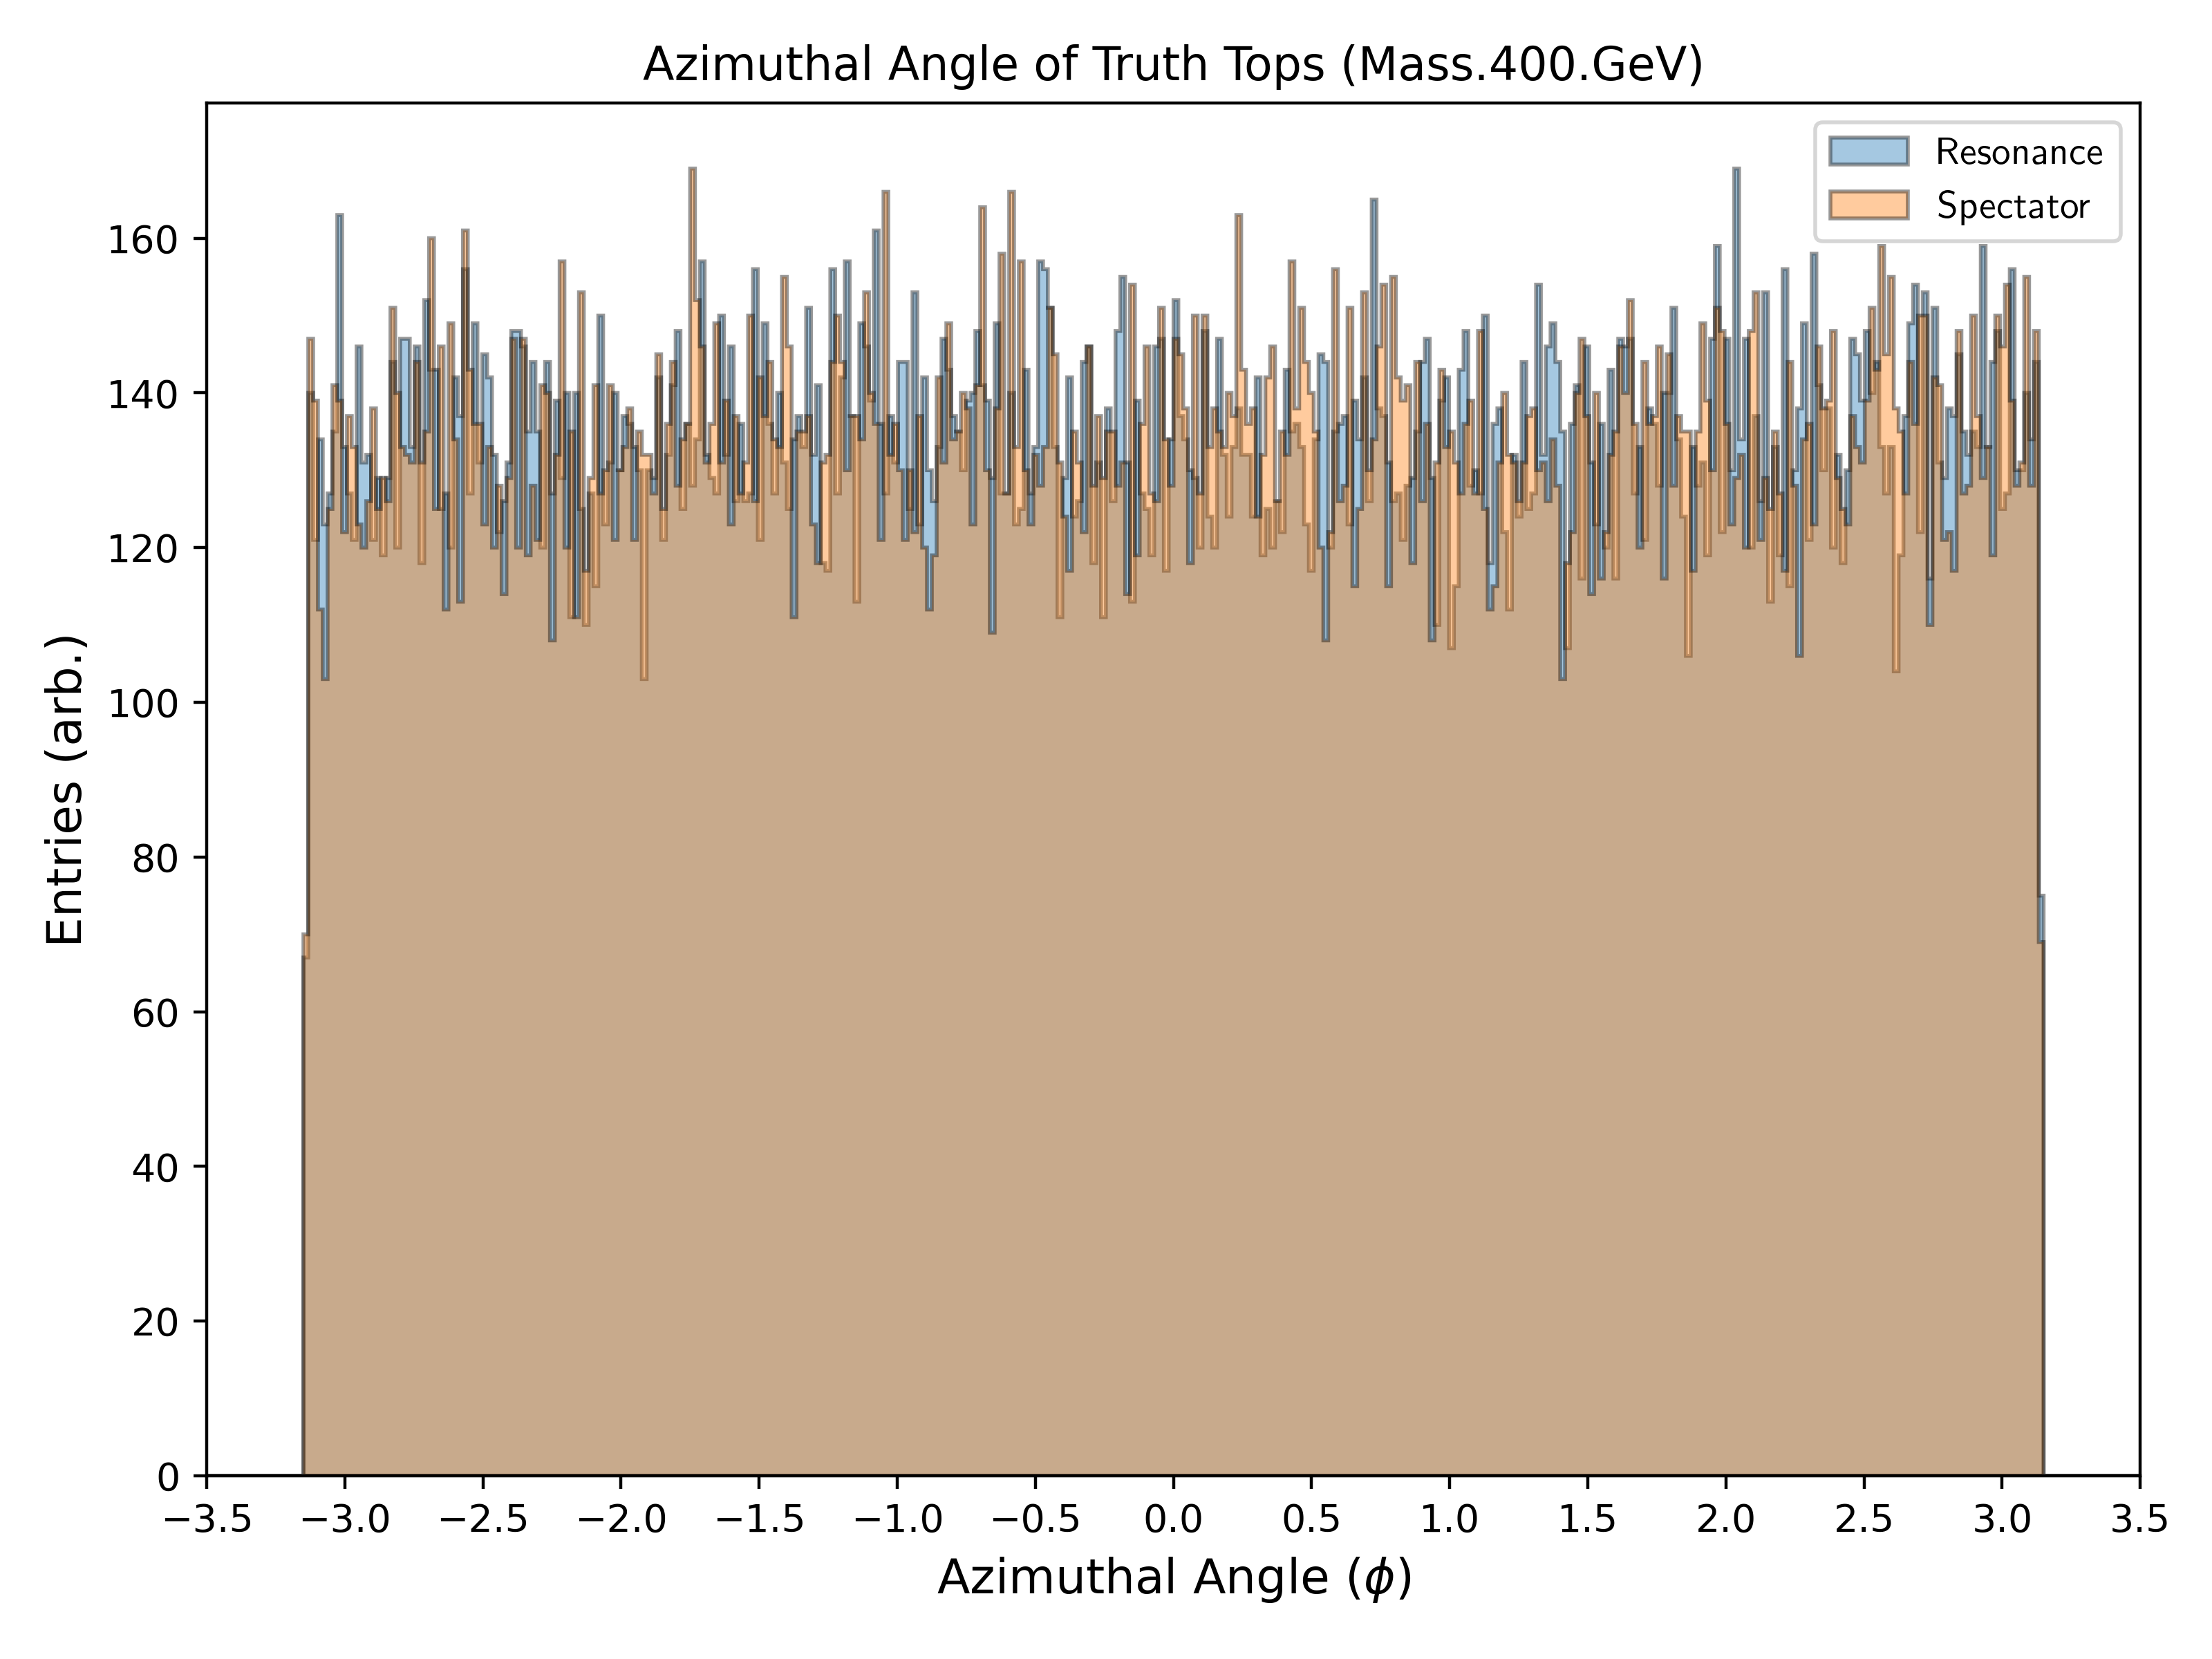 Azimuthal Angle of Truth Tops (Mass.400.GeV)
Resonance
Spectator
Entries (arb.)
160
140
120
100
80
60
40
20
0
−3.5 −3.0 −2.5 −2.0 −1.5 −1.0 −0.5 0.0 0.5 1.0 1.5 2.0 2.5 3.0 3.5
Azimuthal Angle (ϕ)